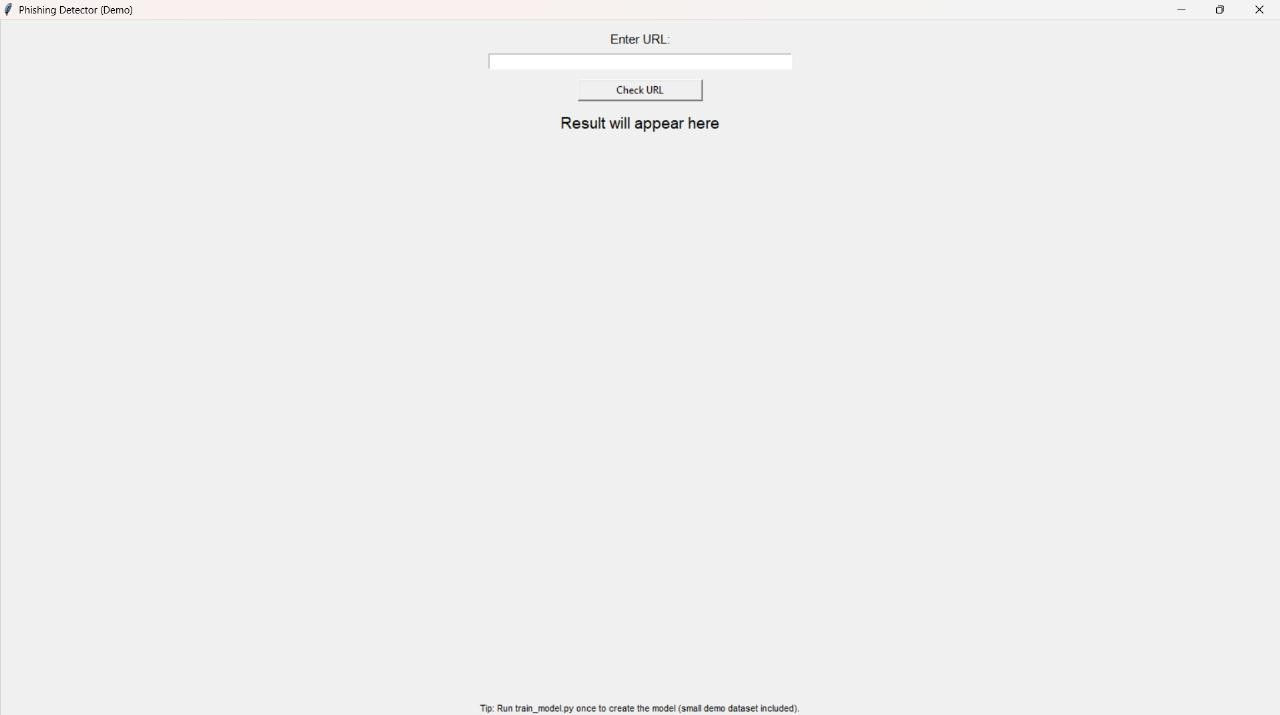 Phishing Detector (Demo)
Enter URL:
Check URL
Result will appear here
Tip: Run train_model.py once to create the model (small demo dataset included).